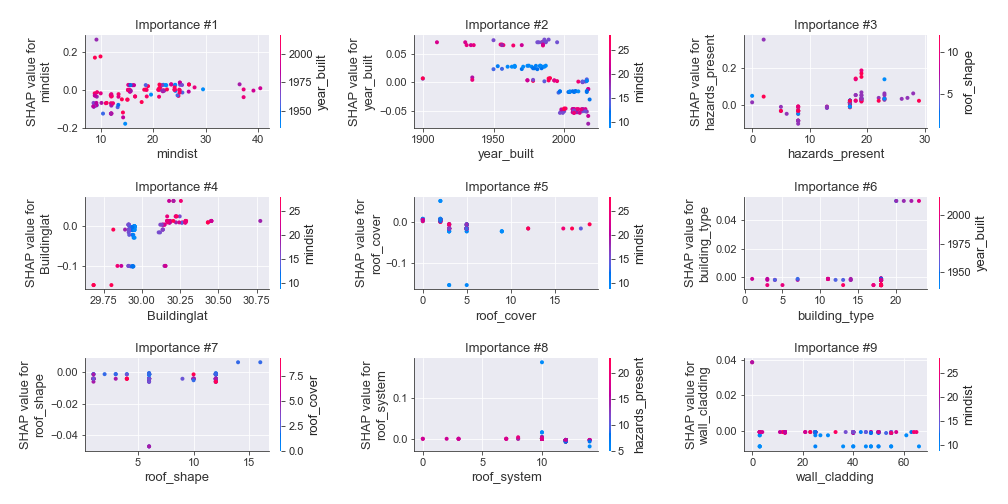 Importance #1
SHAP value for
mindist
0.2
0.0
−0.2
10
20
30
40
mindist
2000
1975
1950
year_built
Importance #2
SHAP value for
year_built
0.05
0.00
−0.05
1900
1950
2000
year_built
25
20
15
10
mindist
Importance #3
SHAP value for
hazards_present
0.2
0.0
0
10
20
30
hazards_present
10
5
roof_shape
Importance #4
SHAP value for
Buildinglat
0.0
−0.1
29.75
30.00
30.25
30.50
30.75
Buildinglat
25
20
15
10
mindist
Importance #5
SHAP value for
roof_cover
0.0
−0.1
0
5
10
15
roof_cover
25
20
15
10
mindist
Importance #6
SHAP value for
building_type
0.04
0.02
0.00
1
5
10
15
20
building_type
2000
1975
1950
year_built
Importance #7
SHAP value for
roof_shape
0.00
−0.02
−0.04
5
10
15
roof_shape
7.5
5.0
2.5
0.0
roof_cover
Importance #8
SHAP value for
roof_system
0.1
0.0
0
5
10
roof_system
20
15
10
5
hazards_present
Importance #9
SHAP value for
wall_cladding
0.04
0.02
0.00
0
20
40
60
wall_cladding
25
20
15
10
mindist